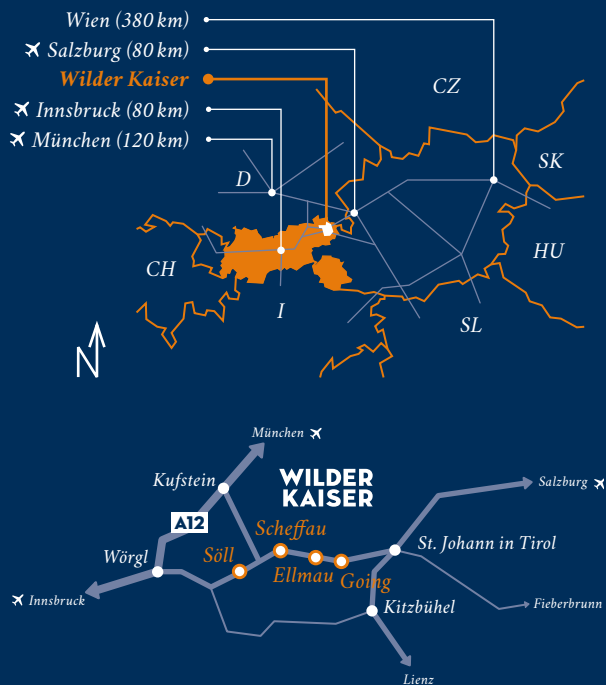 Wien (380 km)
Salzburg (80 km)
Wilder Kaiser
Innsbruck (80 km)
München (120 km)
CZ
SK
D
HU
CH
I
SL
N
München
Kufstein
WILDER
KAISER
Salzburg
A12
Scheffau
St. Johann in Tirol
Wörgl
Söll
Ellmau
Going
Innsbruck
Kitzbühel
Fieberbrunn
Lienz